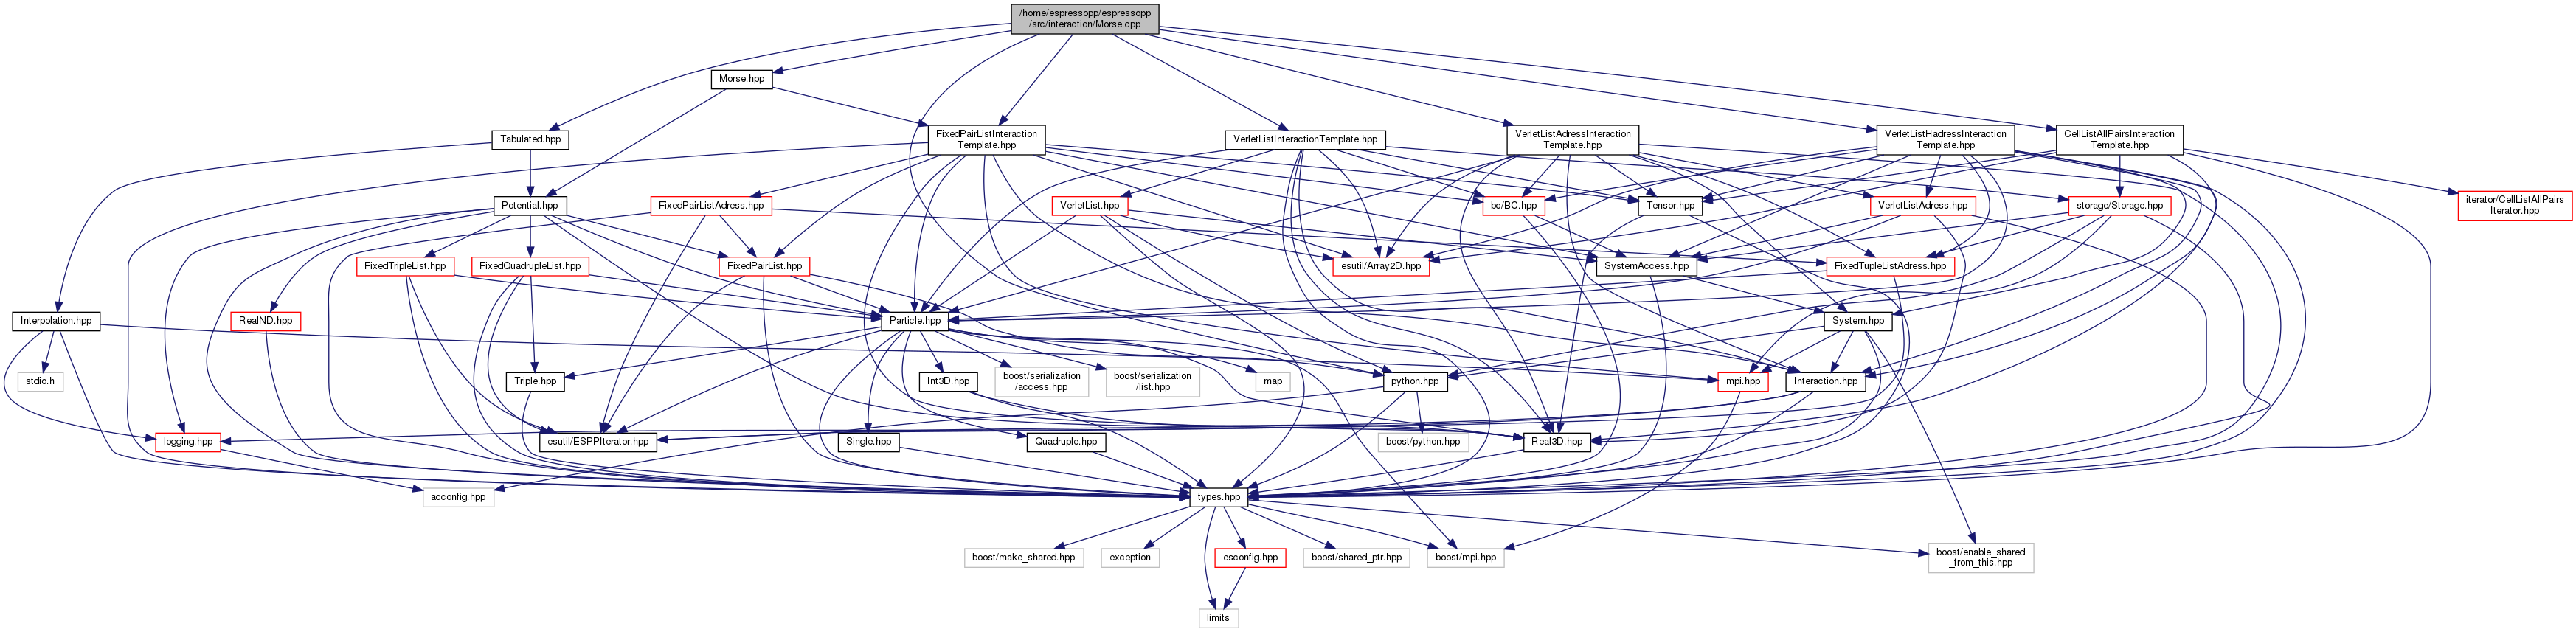 /home/espressopp/espressopp
/src/interaction/Morse.cpp
Morse.hpp
Tabulated.hpp
FixedPairListInteraction
Template.hpp
VerletListInteractionTemplate.hpp
VerletListAdressInteraction
Template.hpp
VerletListHadressInteraction
Template.hpp
CellListAllPairsInteraction
Template.hpp
Potential.hpp
FixedPairListAdress.hpp
VerletList.hpp
bc/BC.hpp
Tensor.hpp
VerletListAdress.hpp
storage/Storage.hpp
iterator/CellListAllPairs
Iterator.hpp
FixedTripleList.hpp
FixedQuadrupleList.hpp
FixedPairList.hpp
esutil/Array2D.hpp
SystemAccess.hpp
FixedTupleListAdress.hpp
Interpolation.hpp
RealND.hpp
Particle.hpp
System.hpp
stdio.h
Triple.hpp
Int3D.hpp
boost/serialization
/access.hpp
boost/serialization
/list.hpp
map
python.hpp
mpi.hpp
Interaction.hpp
logging.hpp
esutil/ESPPIterator.hpp
Single.hpp
Quadruple.hpp
boost/python.hpp
Real3D.hpp
acconfig.hpp
types.hpp
boost/make_shared.hpp
exception
esconfig.hpp
boost/shared_ptr.hpp
boost/mpi.hpp
boost/enable_shared
_from_this.hpp
limits